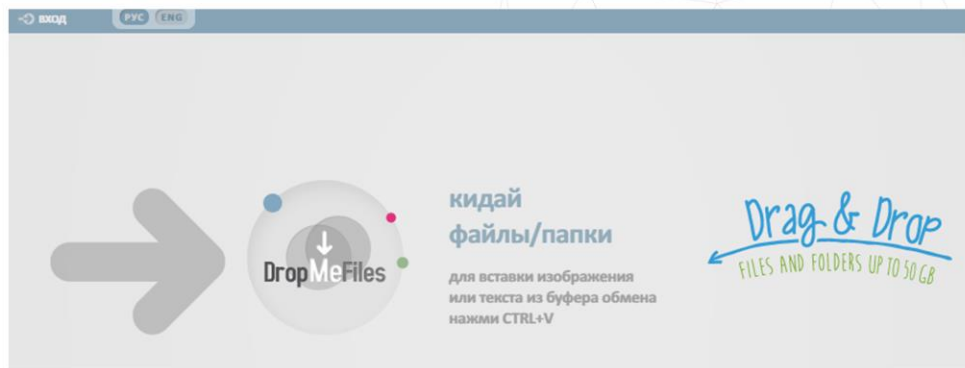 вход РУС ENG
кидай
файлы/папки
для вставки изображения
или текста из буфера обмена
нажми CTRL+V
DropMeFiles
Drag & Drop
FILES AND FOLDERS UP TO 50 GB